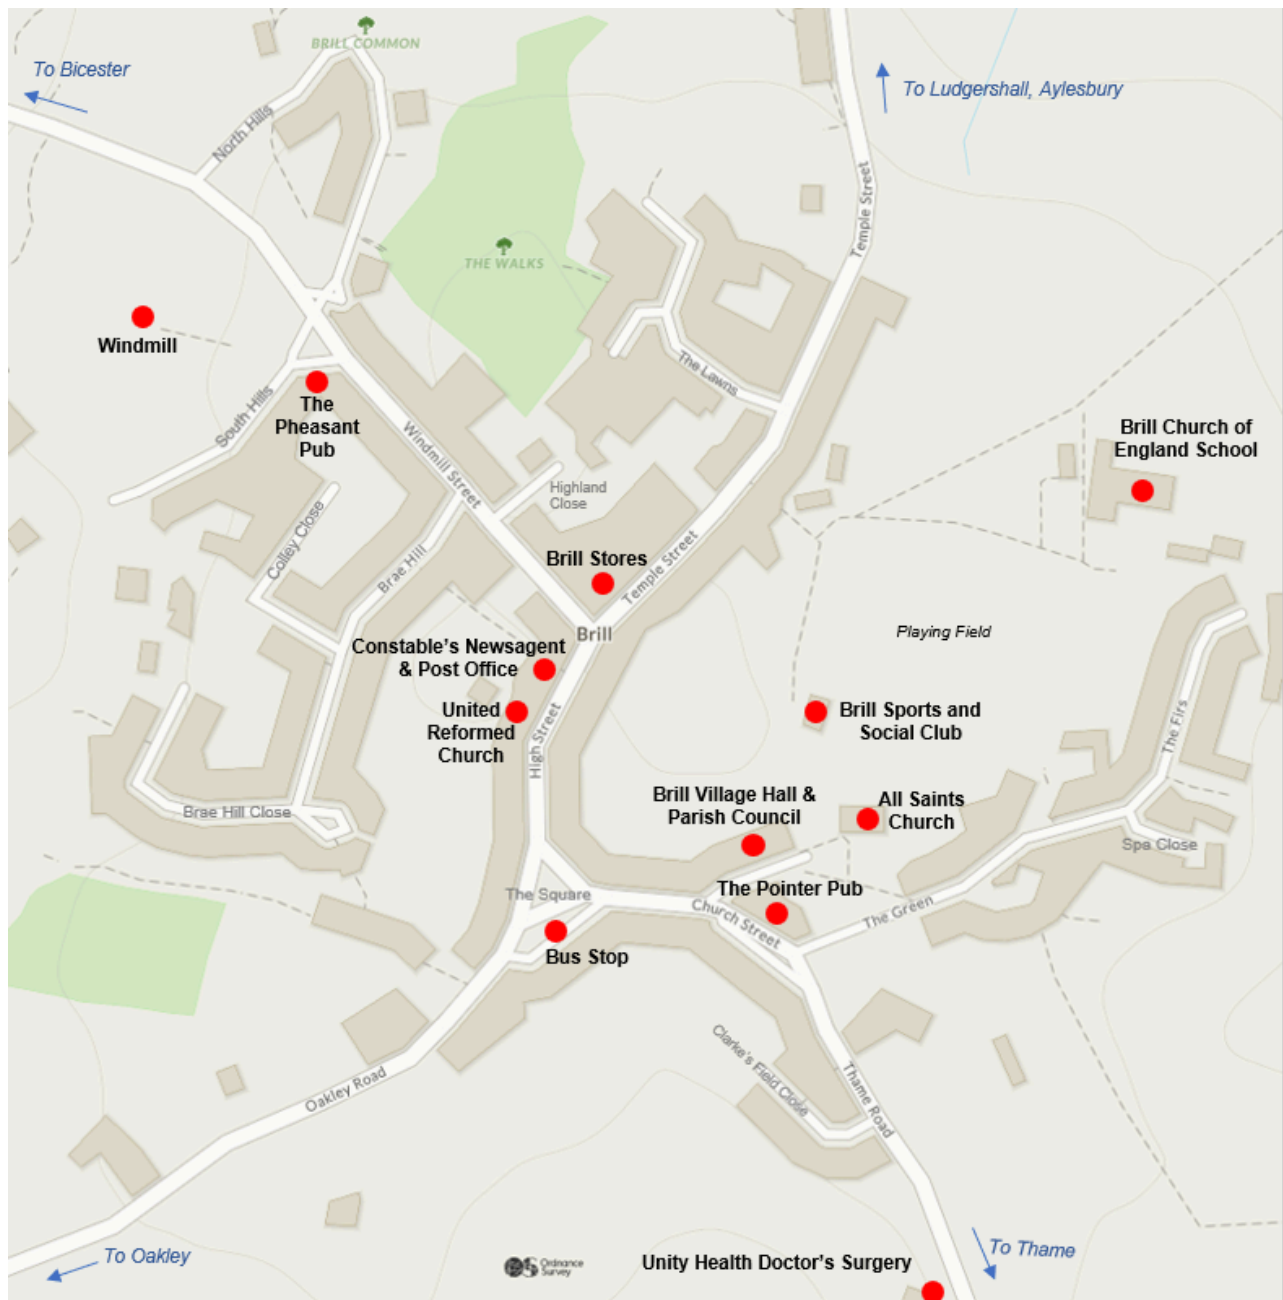 BRILL COMMON
To Bicester
To Ludgershall, Aylesbury
North Hills
Temple Street
THE WALKS
Windmill
The Lawns
The
Pheasant
Pub
South Hills
Windmill Street
Brill Church of
England School
Highland
Close
Colley Close
Brae Hill
Brill Stores
Temple Street
Brill
Playing Field
Constable's Newsagent
& Post Office
United
Reformed
Church
High Street
Brill Sports and
Social Club
The Firs
Brill Village Hall &
Parish Council
All Saints
Church
Brae Hill Close
Spa Close
The Square
The Pointer Pub
Church Street
The Green
Bus Stop
Clarke's Field Close
Oakley Road
Thame Road
To Oakley
Ordnance
Survey
Unity Health Doctor's Surgery
To Thame